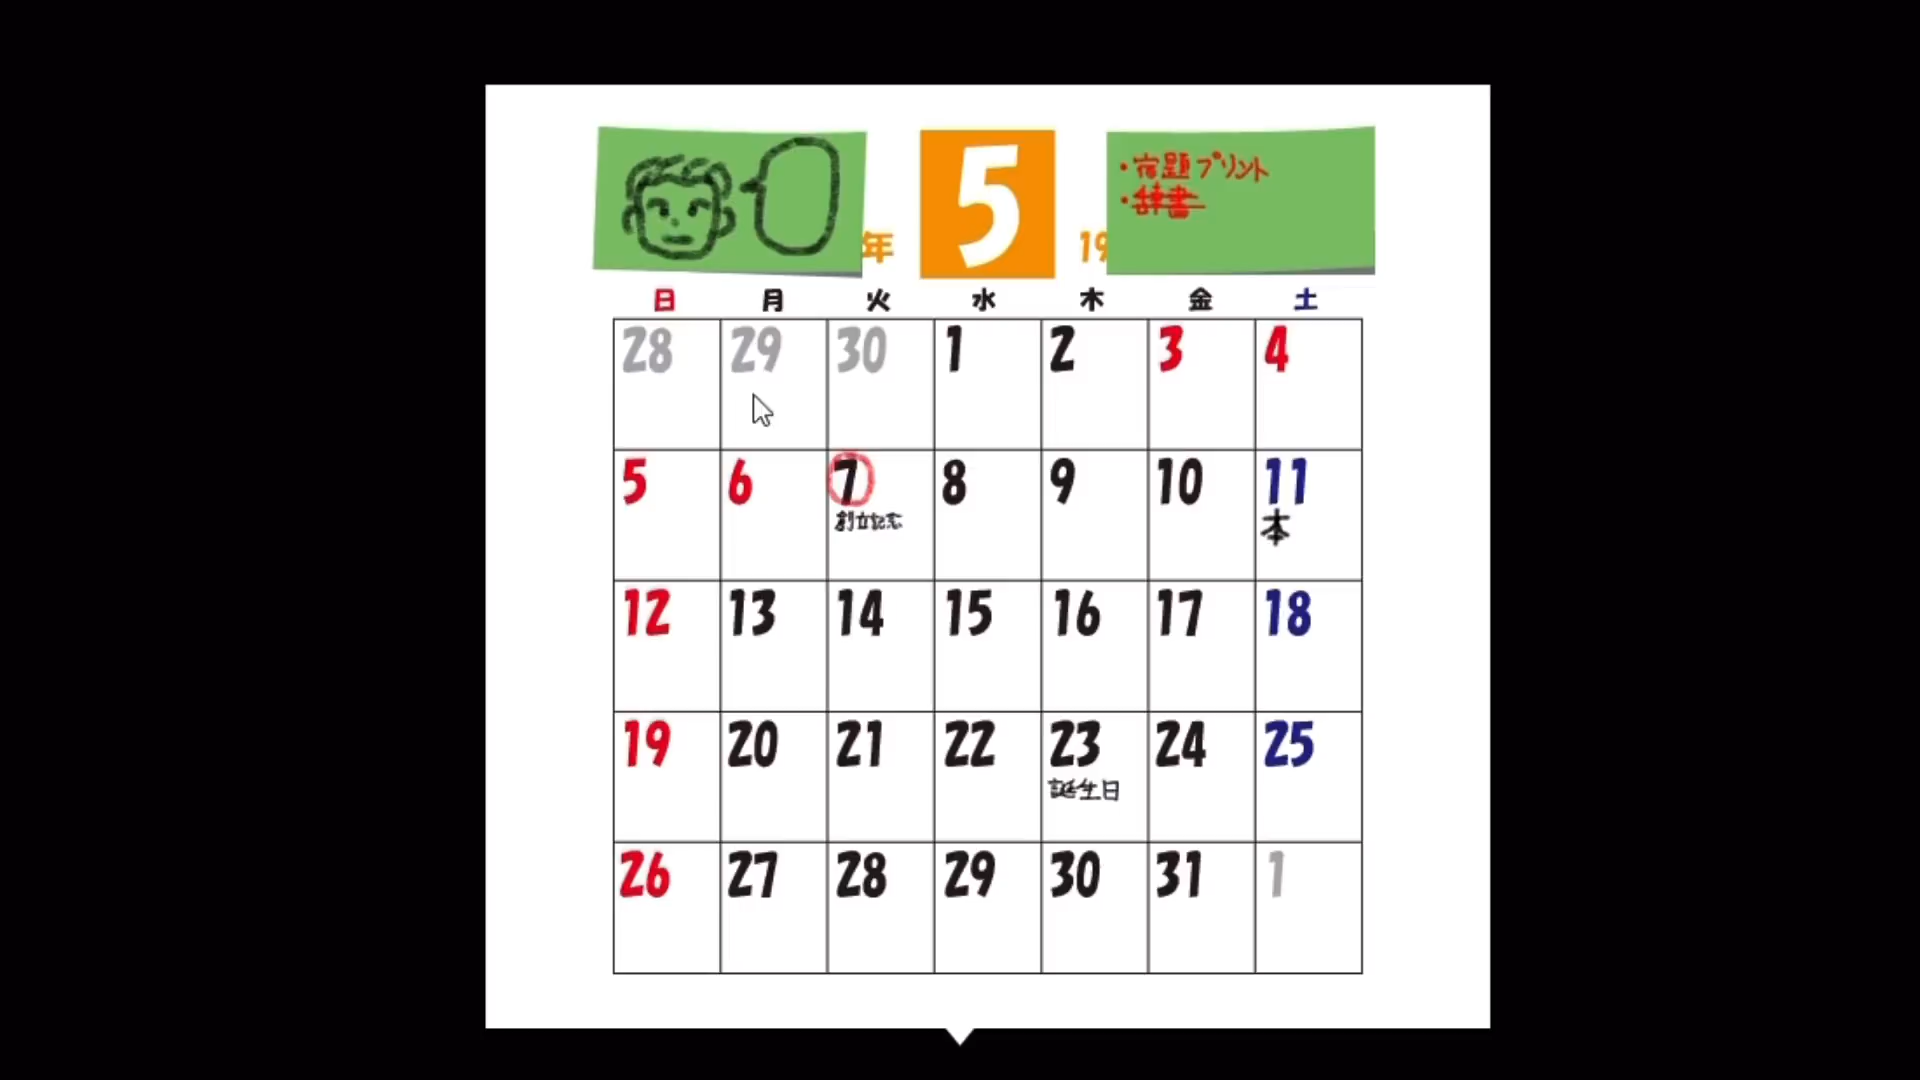 年 5 19
・宿題プリント
・辞書
日 月 火 水 木 金 土
28 29 30 1 2 3 4
5 6 7 8 9 10 11
創立記念 本
12 13 14 15 16 17 18
19 20 21 22 23 24 25
誕生日
26 27 28 29 30 31 1